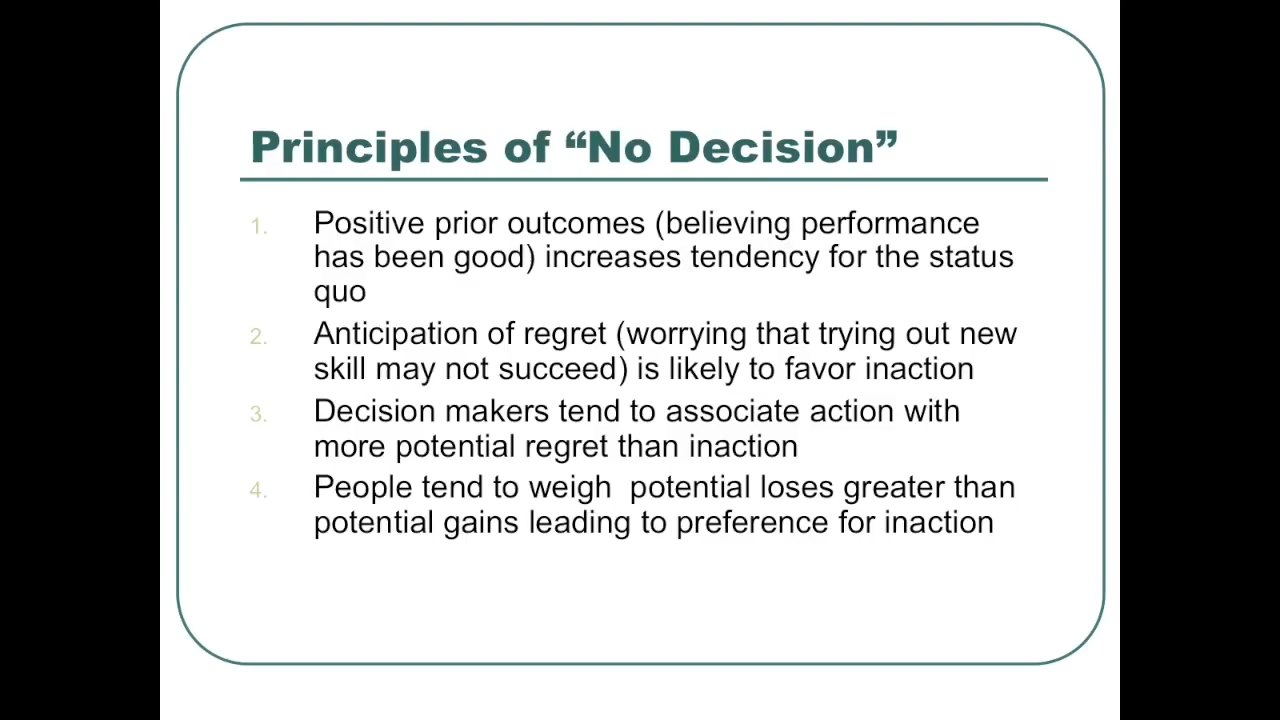 Principles of “No Decision”
1. Positive prior outcomes (believing performance
has been good) increases tendency for the status
quo
2. Anticipation of regret (worrying that trying out new
skill may not succeed) is likely to favor inaction
3. Decision makers tend to associate action with
more potential regret than inaction
4. People tend to weigh  potential loses greater than
potential gains leading to preference for inaction